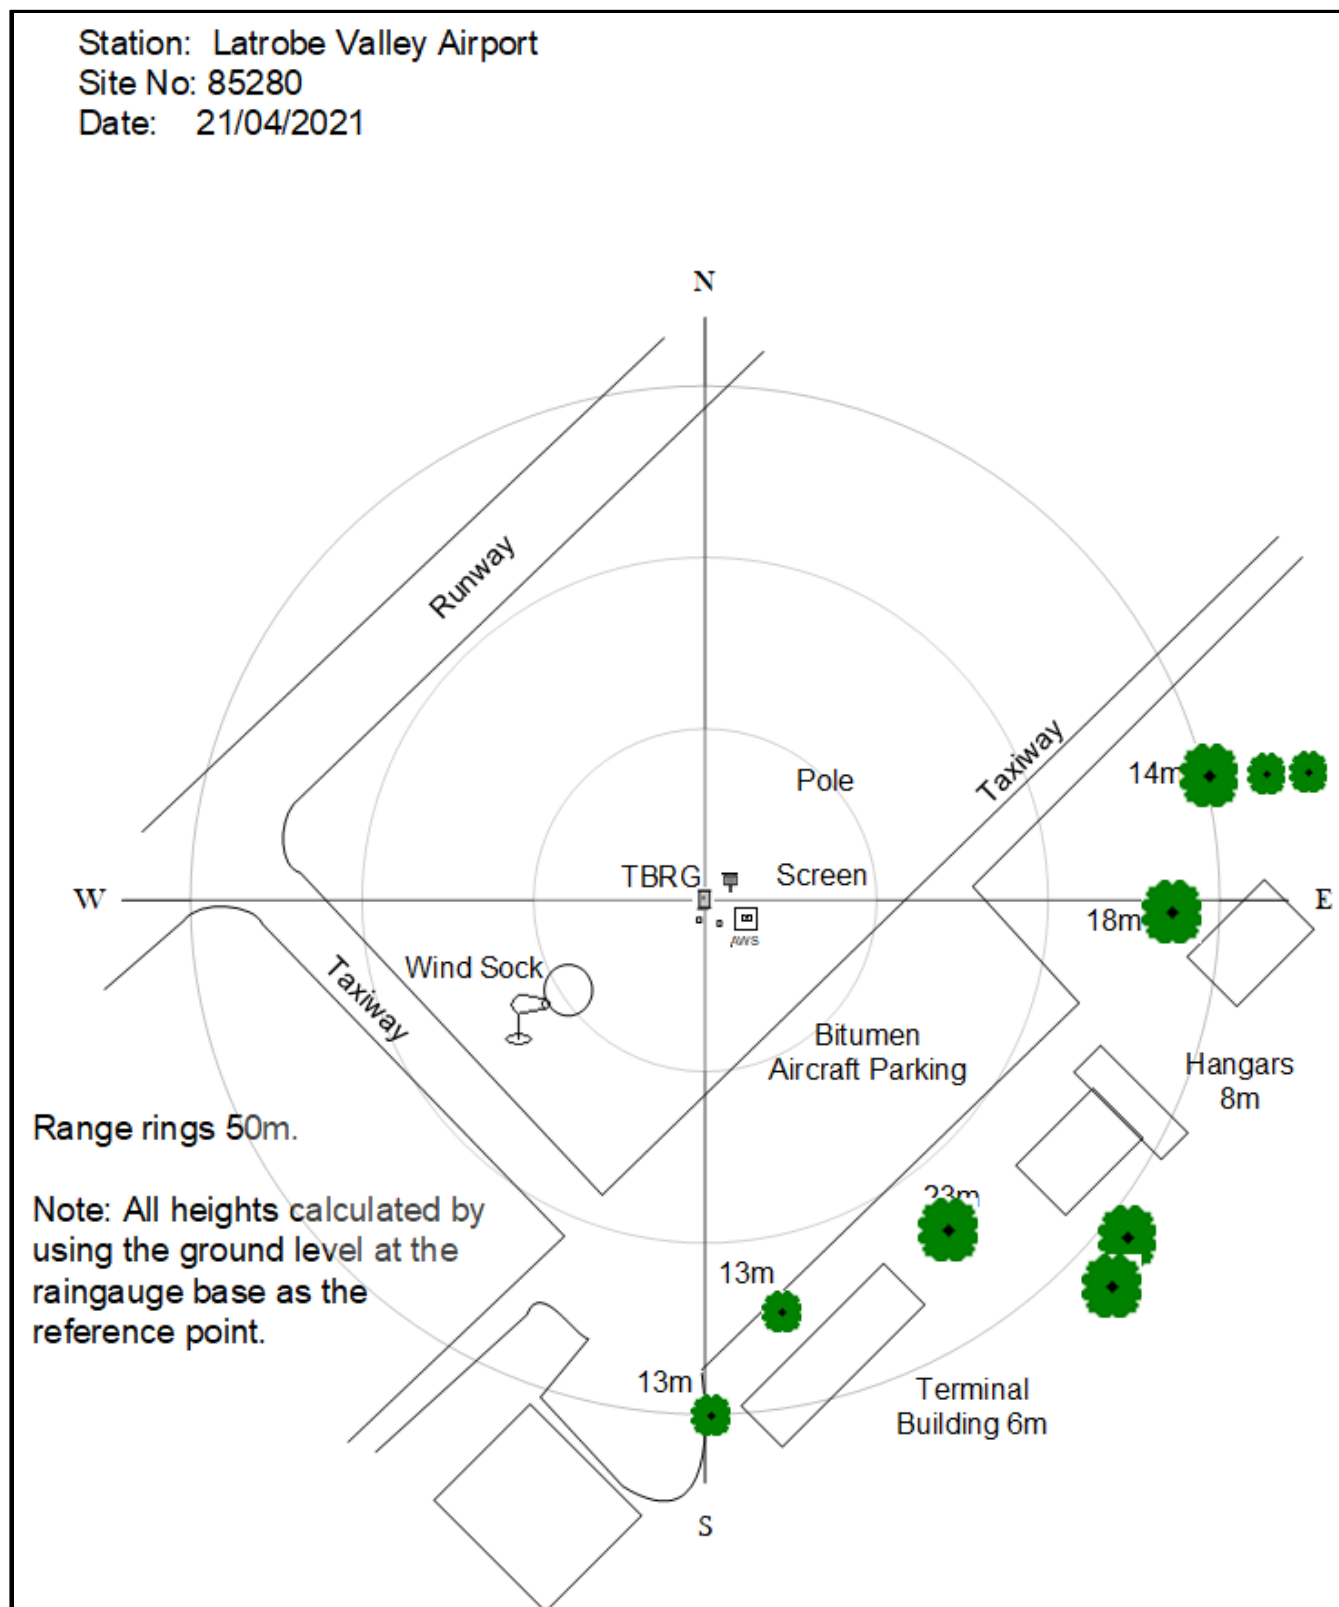 Station: Latrobe Valley Airport
Site No: 85280
Date: 21/04/2021
N
Runway
Taxiway
Pole
14m
TBRG
Screen
W
E
18m
AWS
Wind Sock
Taxiway
Bitumen
Aircraft Parking
Hangars
8m
Range rings 50m.
Note: All heights calculated by
using the ground level at the
raingauge base as the
reference point.
23m
13m
13m
Terminal
Building 6m
S